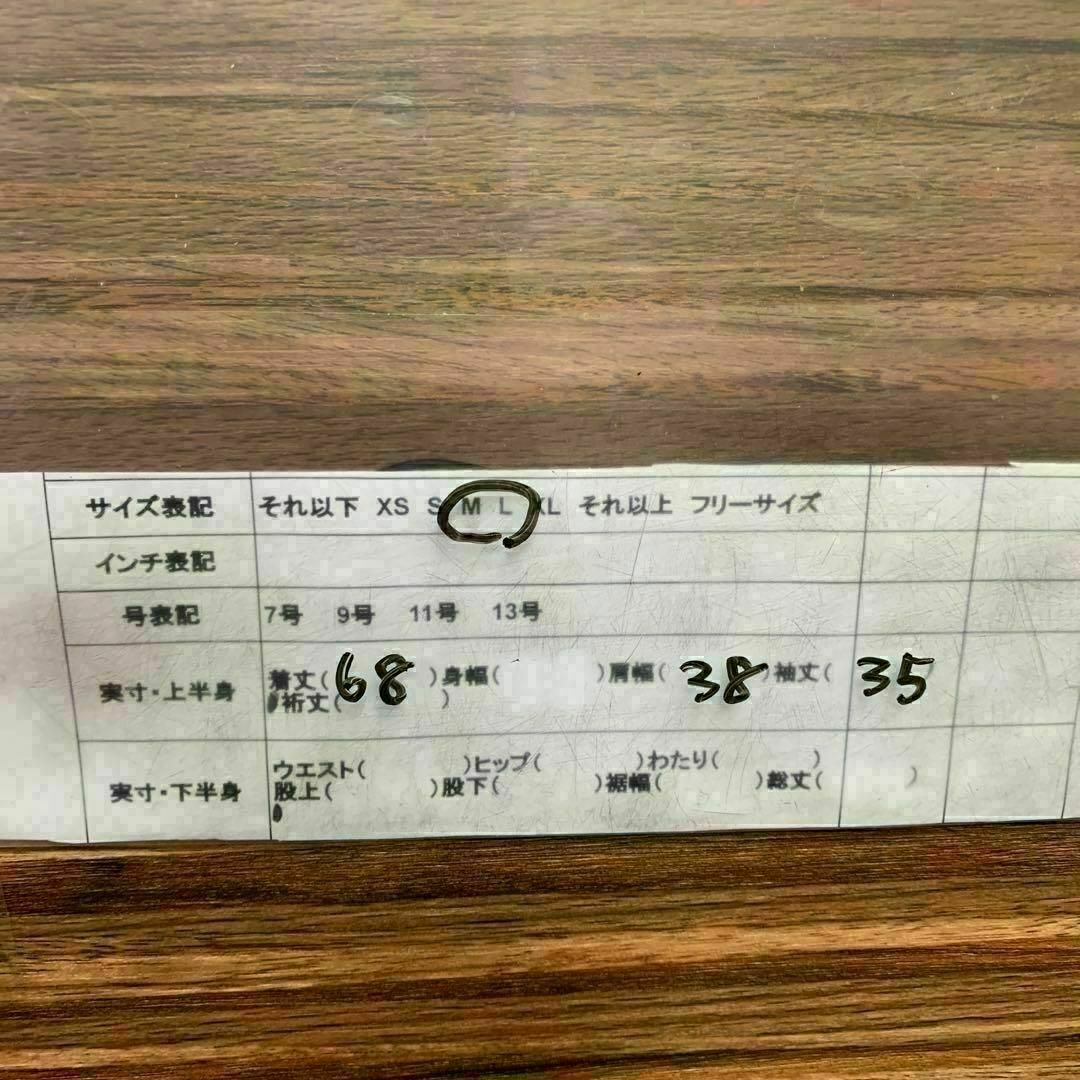 サイズ表記 それ以下 XS S M L XL それ以上 フリーサイズ
インチ表記
号表記 7号 9号 11号 13号
実寸・上半身 着丈( 68 )身幅( )肩幅( 38 )袖丈( 35
裄丈( )
実寸・下半身 ウエスト( )ヒップ( )わたり( )
股上( )股下( )裾幅( )総丈( )